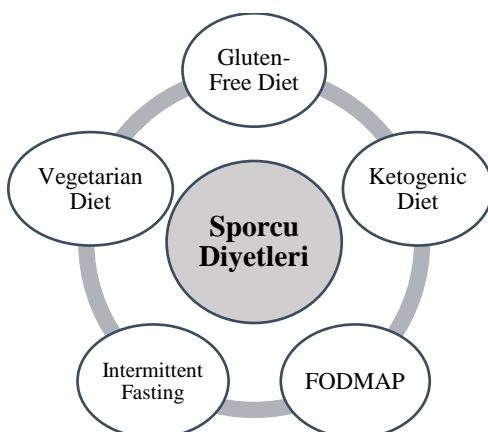 Gluten-
Free Diet
Vegetarian
Diet
Ketogenic
Diet
Sporcu
Diyetleri
Intermittent
Fasting
FODMAP